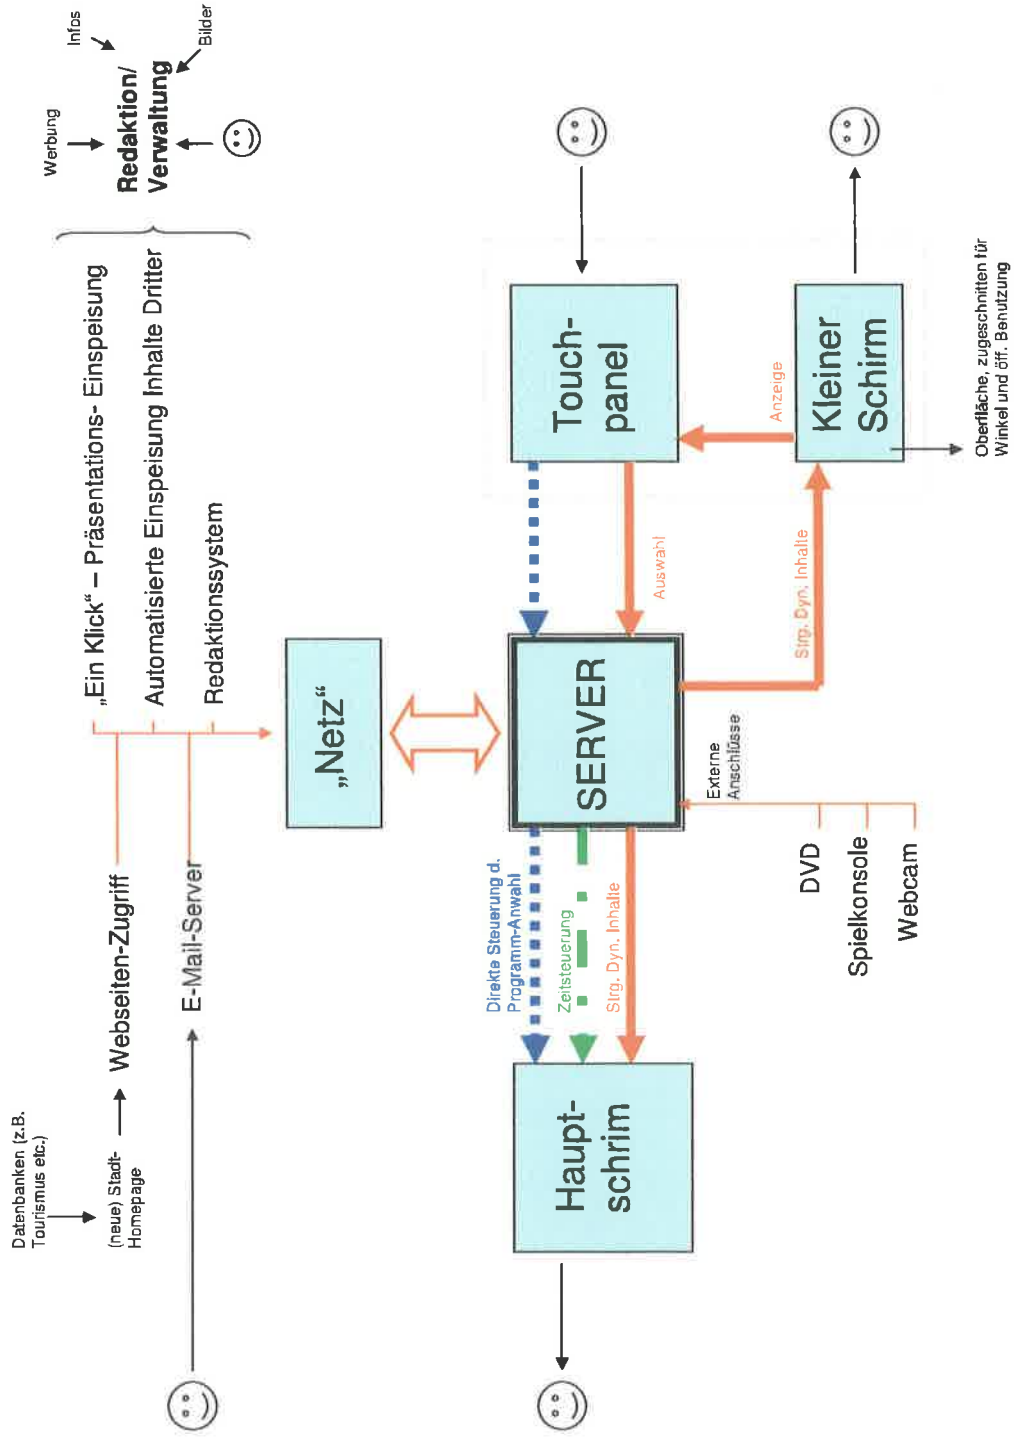 Datenbanken (z.B.
Tourismus etc.)
(neue) Stadt-
Homepage
Webseiten-Zugriff
E-Mail-Server
„Ein Klick“ – Präsentations- Einspeisung
Automatisierte Einspeisung Inhalte Dritter
Redaktionssystem
Werbung
Infos
Redaktion/
Verwaltung
Bilder
„Netz“
Haupt-
schrim
Direkte Steuerung d.
Programm-Anwahl
Zeitsteuerung
Strg. Dyn. Inhalte
SERVER
Auswahl
Touch-
panel
Anzeige
Externe
Anschlüsse
DVD
Spielkonsole
Webcam
Strg. Dyn. Inhalte
Kleiner
Schirm
Oberfläche, zugeschnitten für
Winkel und öff. Benutzung